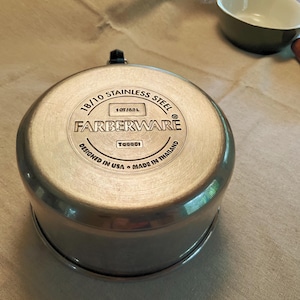 18/10 STAINLESS STEEL
FARBERWARE®
DESIGNED IN USA • MADE IN THAILAND